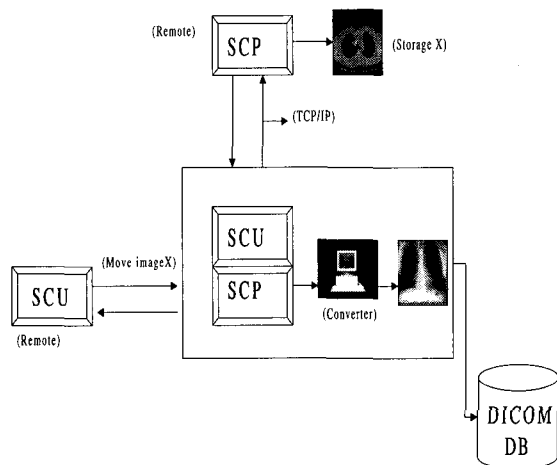 (Remote)
SCP
(Storage X)
(TCP/IP)
SCU
(Move imageX)
SCU
SCP
(Remote)
(Converter)
DICOM
DB